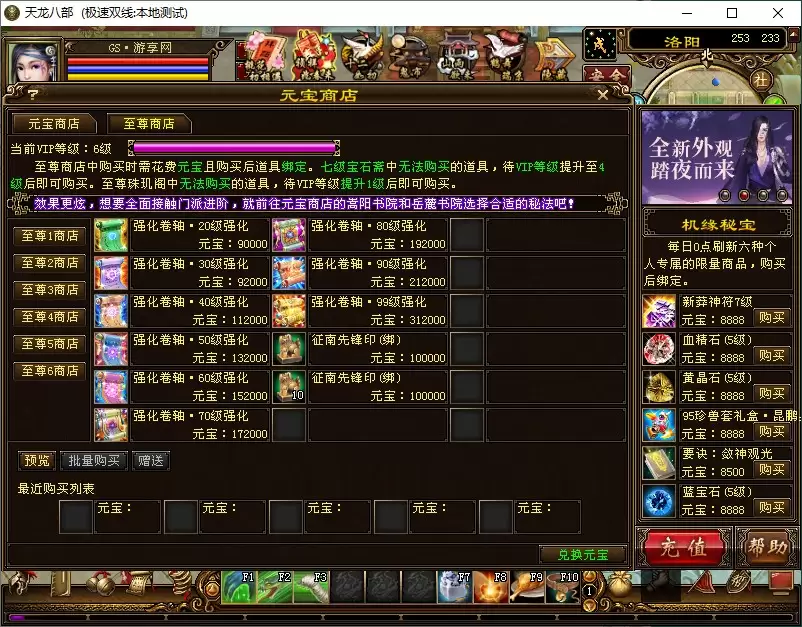 天龙八部 (极速双线:本地测试)
GS·游享网
洛阳 253 233
北
社
安全
? 元宝商店
元宝商店 至尊商店
当前VIP等级：6级
至尊商店中购买时需花费元宝且购买后道具绑定。七级宝石斋中无法购买的道具，待VIP等级提升至4
级后即可购买。至尊珠玑阁中无法购买的道具，待VIP等级提升1级后即可购买。
效果更炫，想要全面接触门派进阶，就前往元宝商店的嵩阳书院和岳麓书院选择合适的秘法吧！
至尊1商店
至尊2商店
至尊3商店
至尊4商店
至尊5商店
至尊6商店
强化卷轴·20级强化
元宝：90000
强化卷轴·80级强化
元宝：192000
强化卷轴·30级强化
元宝：92000
强化卷轴·90级强化
元宝：212000
强化卷轴·40级强化
元宝：112000
强化卷轴·99级强化
元宝：312000
强化卷轴·50级强化
元宝：132000
征南先锋印(绑)
元宝：100000
强化卷轴·60级强化
元宝：152000
10
征南先锋印(绑)
元宝：100000
强化卷轴·70级强化
元宝：172000
预览 批量购买 赠送
最近购买列表
元宝： 元宝： 元宝： 元宝： 元宝：
兑换元宝
全新外观
踏夜而来
机缘秘宝
每日0点刷新六种个
人专属的限量商品，购买
后绑定。
新莽神符7级
元宝：8888 购买
血精石(5级)
元宝：8888 购买
黄晶石(5级)
元宝：8888 购买
95珍兽套礼盒·昆鹏
元宝：8888 购买
要诀：敛神观光
元宝：8500 购买
蓝宝石(5级)
元宝：8888 购买
充值 帮助
F1 F2 F3 F7 F8 F9 F10
1